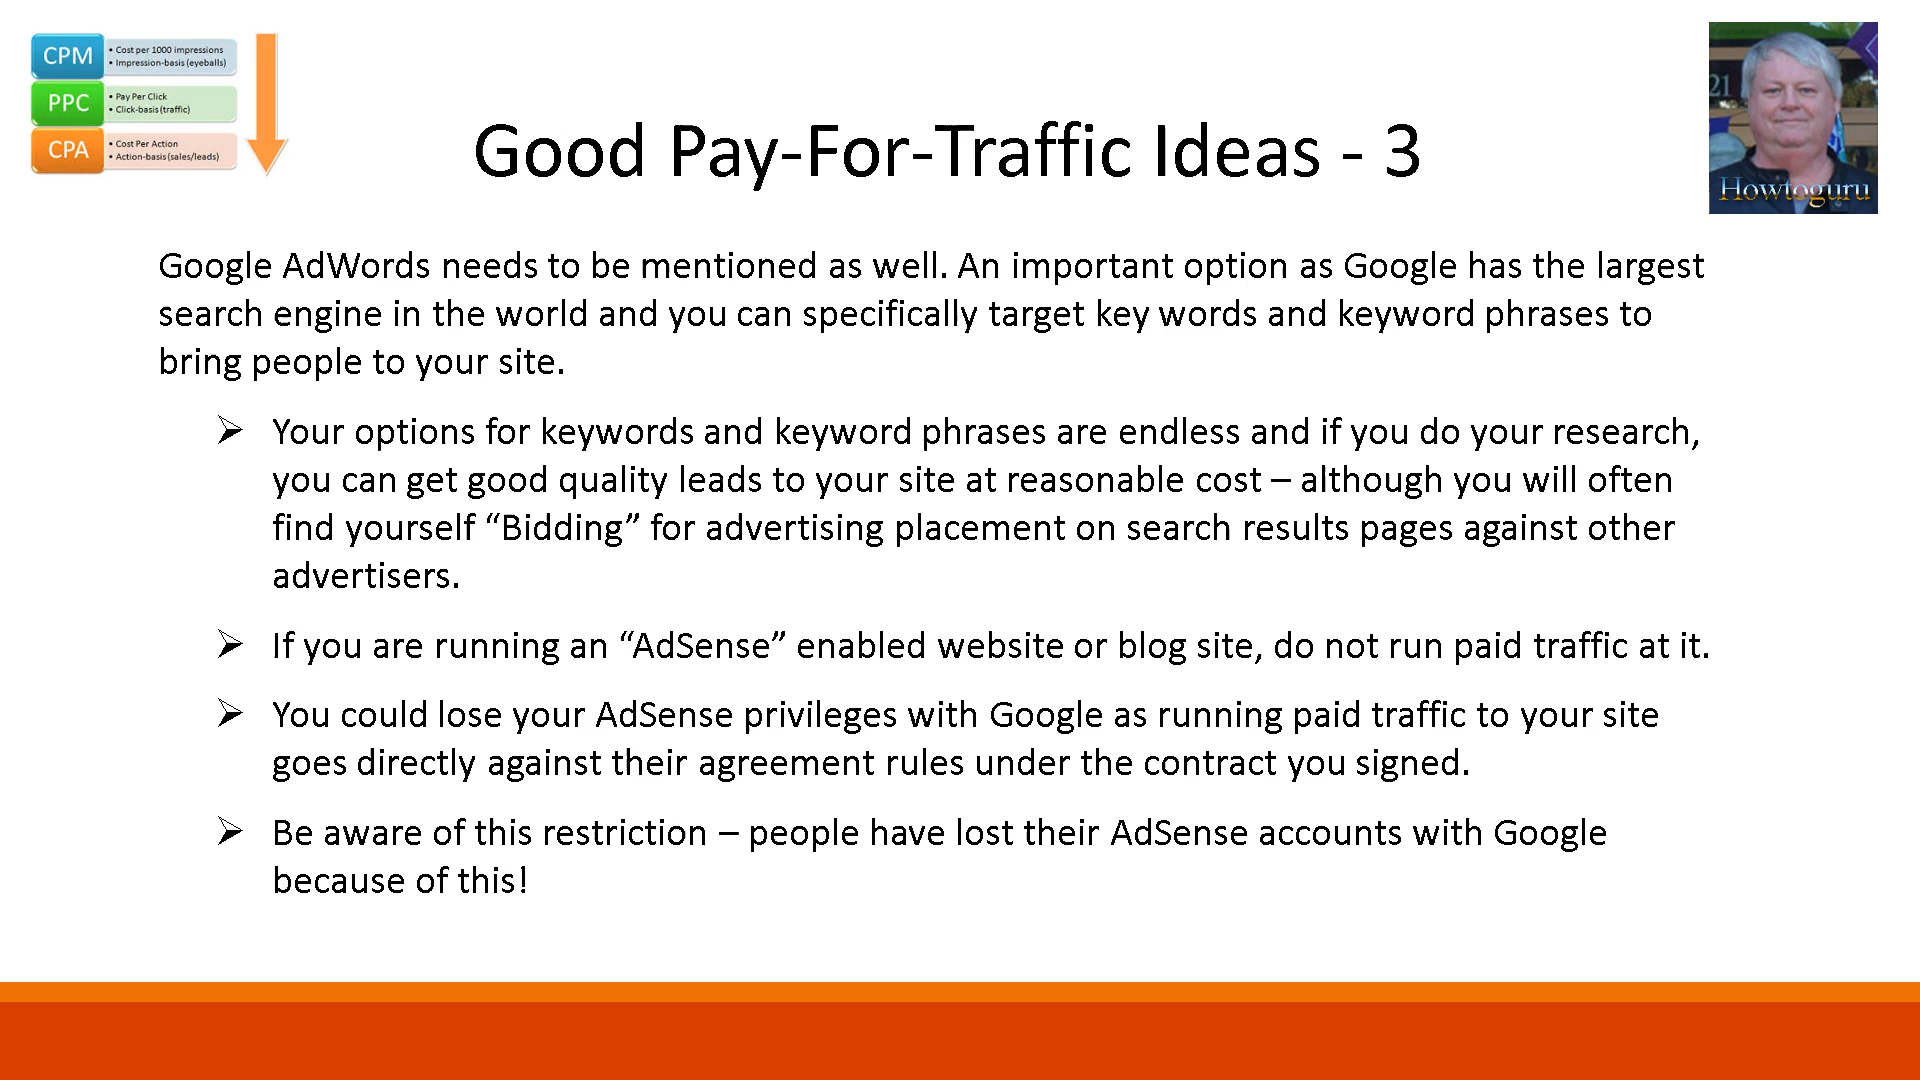 CPM
• Cost per 1000 impressions
• Impression-basis (eyeballs)
PPC
• Pay Per Click
• Click-basis (traffic)
CPA
• Cost Per Action
• Action-basis (sales/leads)
21
Howtoguru
Good Pay-For-Traffic Ideas - 3
Google AdWords needs to be mentioned as well. An important option as Google has the largest
search engine in the world and you can specifically target key words and keyword phrases to
bring people to your site.
➢ Your options for keywords and keyword phrases are endless and if you do your research,
you can get good quality leads to your site at reasonable cost – although you will often
find yourself “Bidding” for advertising placement on search results pages against other
advertisers.
➢ If you are running an “AdSense” enabled website or blog site, do not run paid traffic at it.
➢ You could lose your AdSense privileges with Google as running paid traffic to your site
goes directly against their agreement rules under the contract you signed.
➢ Be aware of this restriction – people have lost their AdSense accounts with Google
because of this!